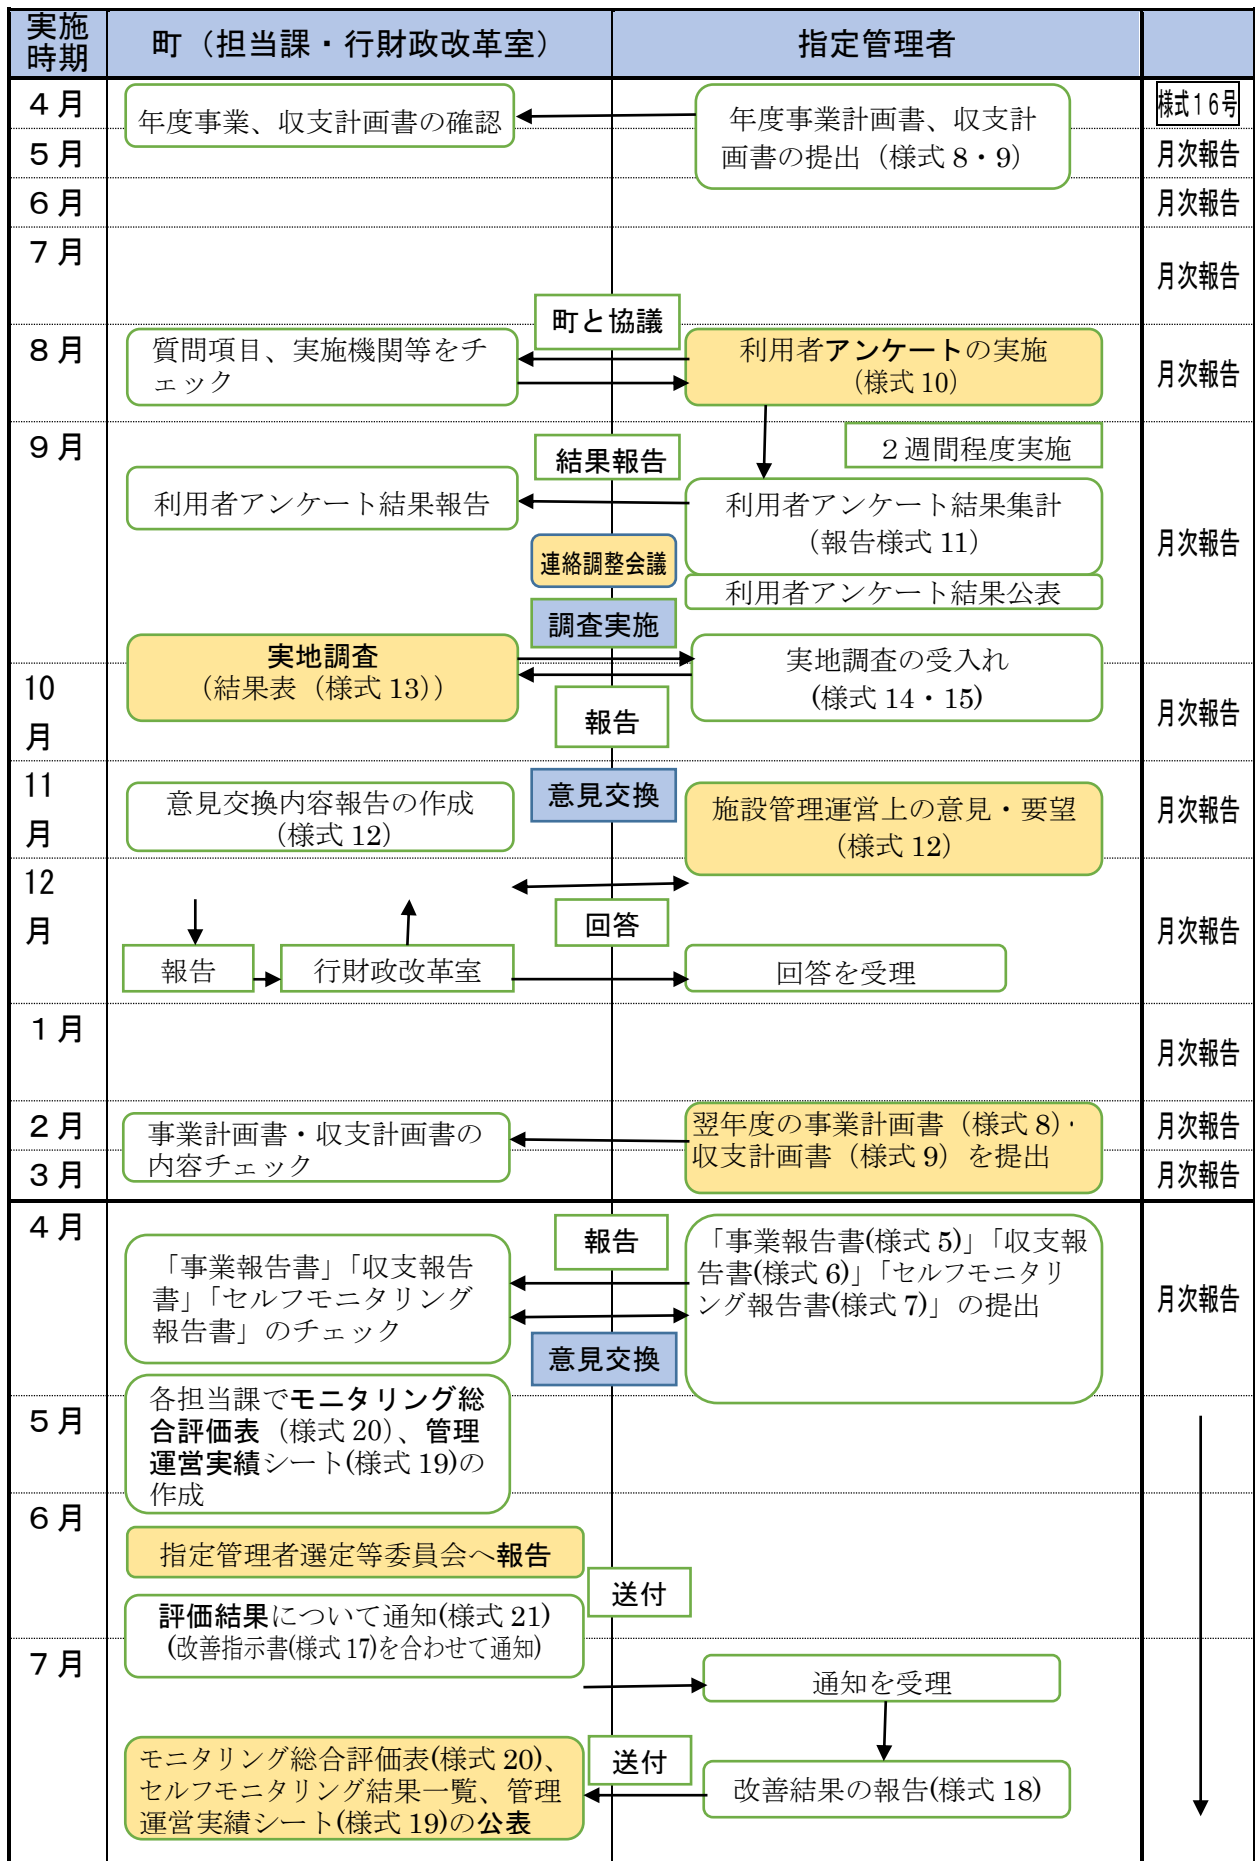 実施
時期
町（担当課・行財政改革室）
指定管理者
４月
年度事業、収支計画書の確認
年度事業計画書、収支計
画書の提出（様式 8・9）
様式１６号
５月
月次報告
６月
月次報告
７月
月次報告
町と協議
８月
質問項目、実施機関等をチ
ェック
利用者アンケートの実施
（様式 10）
月次報告
９月
結果報告
２週間程度実施
利用者アンケート結果報告
利用者アンケート結果集計
（報告様式 11）
月次報告
連絡調整会議
利用者アンケート結果公表
調査実施
実地調査
（結果表（様式 13））
実地調査の受入れ
(様式 14・15)
10
月
報告
月次報告
11
月
意見交換内容報告の作成
（様式 12）
意見交換
施設管理運営上の意見・要望
（様式 12）
月次報告
12
月
回答
月次報告
報告
行財政改革室
回答を受理
１月
月次報告
２月
事業計画書・収支計画書の
内容チェック
翌年度の事業計画書（様式 8）・
収支計画書（様式 9）を提出
月次報告
３月
月次報告
４月
報告
「事業報告書」「収支報告
書」「セルフモニタリング
報告書」のチェック
「事業報告書(様式 5)」「収支報
告書(様式 6)」「セルフモニタリ
ング報告書(様式 7)」の提出
月次報告
意見交換
５月
各担当課でモニタリング総
合評価表（様式 20）、管理
運営実績シート(様式 19)の
作成
６月
指定管理者選定等委員会へ報告
送付
評価結果について通知(様式 21)
(改善指示書(様式 17)を合わせて通知)
７月
通知を受理
モニタリング総合評価表(様式 20)、
セルフモニタリング結果一覧、管理
運営実績シート(様式 19)の公表
送付
改善結果の報告(様式 18)